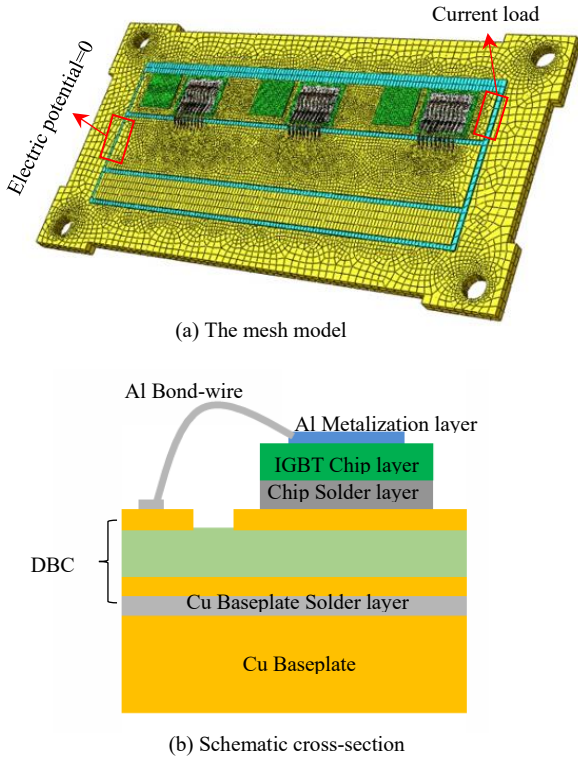 Current load
Electric potential=0
(a) The mesh model
Al Bond-wire
Al Metalization layer
IGBT Chip layer
Chip Solder layer
DBC
Cu Baseplate Solder layer
Cu Baseplate
(b) Schematic cross-section